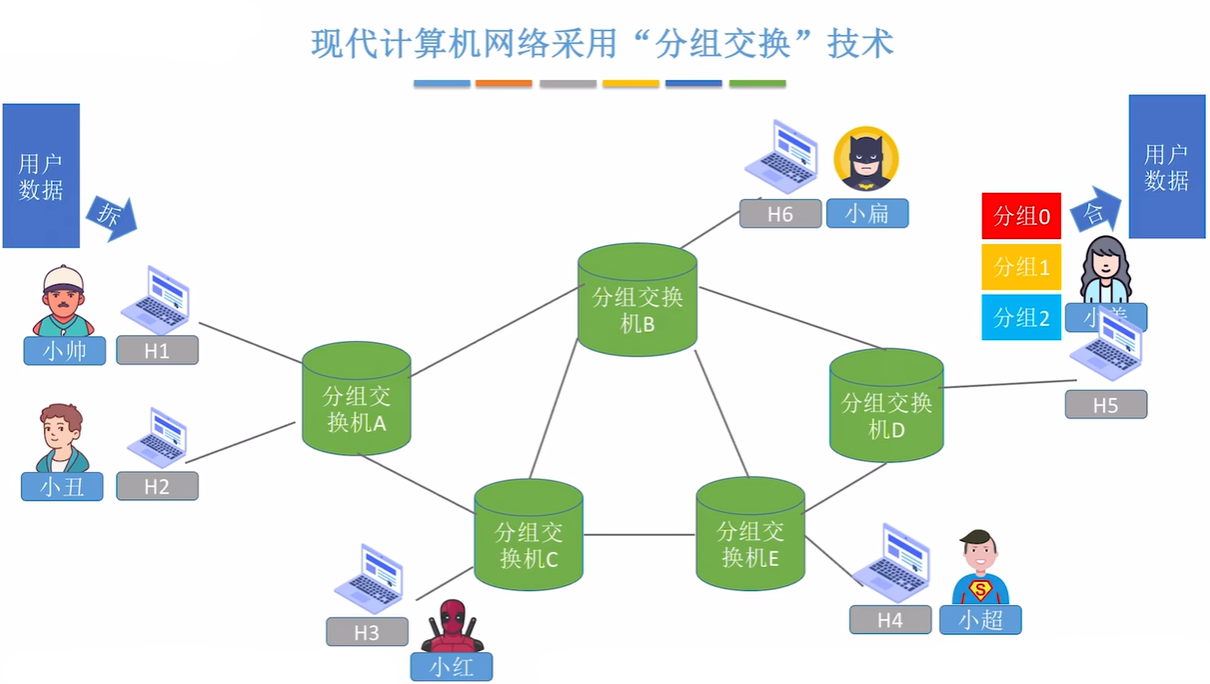 现代计算机网络采用“分组交换”技术
用户
数据
拆
用户
数据
合
分组0
分组1
分组2
H6
小扁
分组交换
机B
小帅
H1
小美
H5
分组交
换机A
分组交换
机D
小丑
H2
分组交
换机C
分组交
换机E
H3
小红
H4
小超